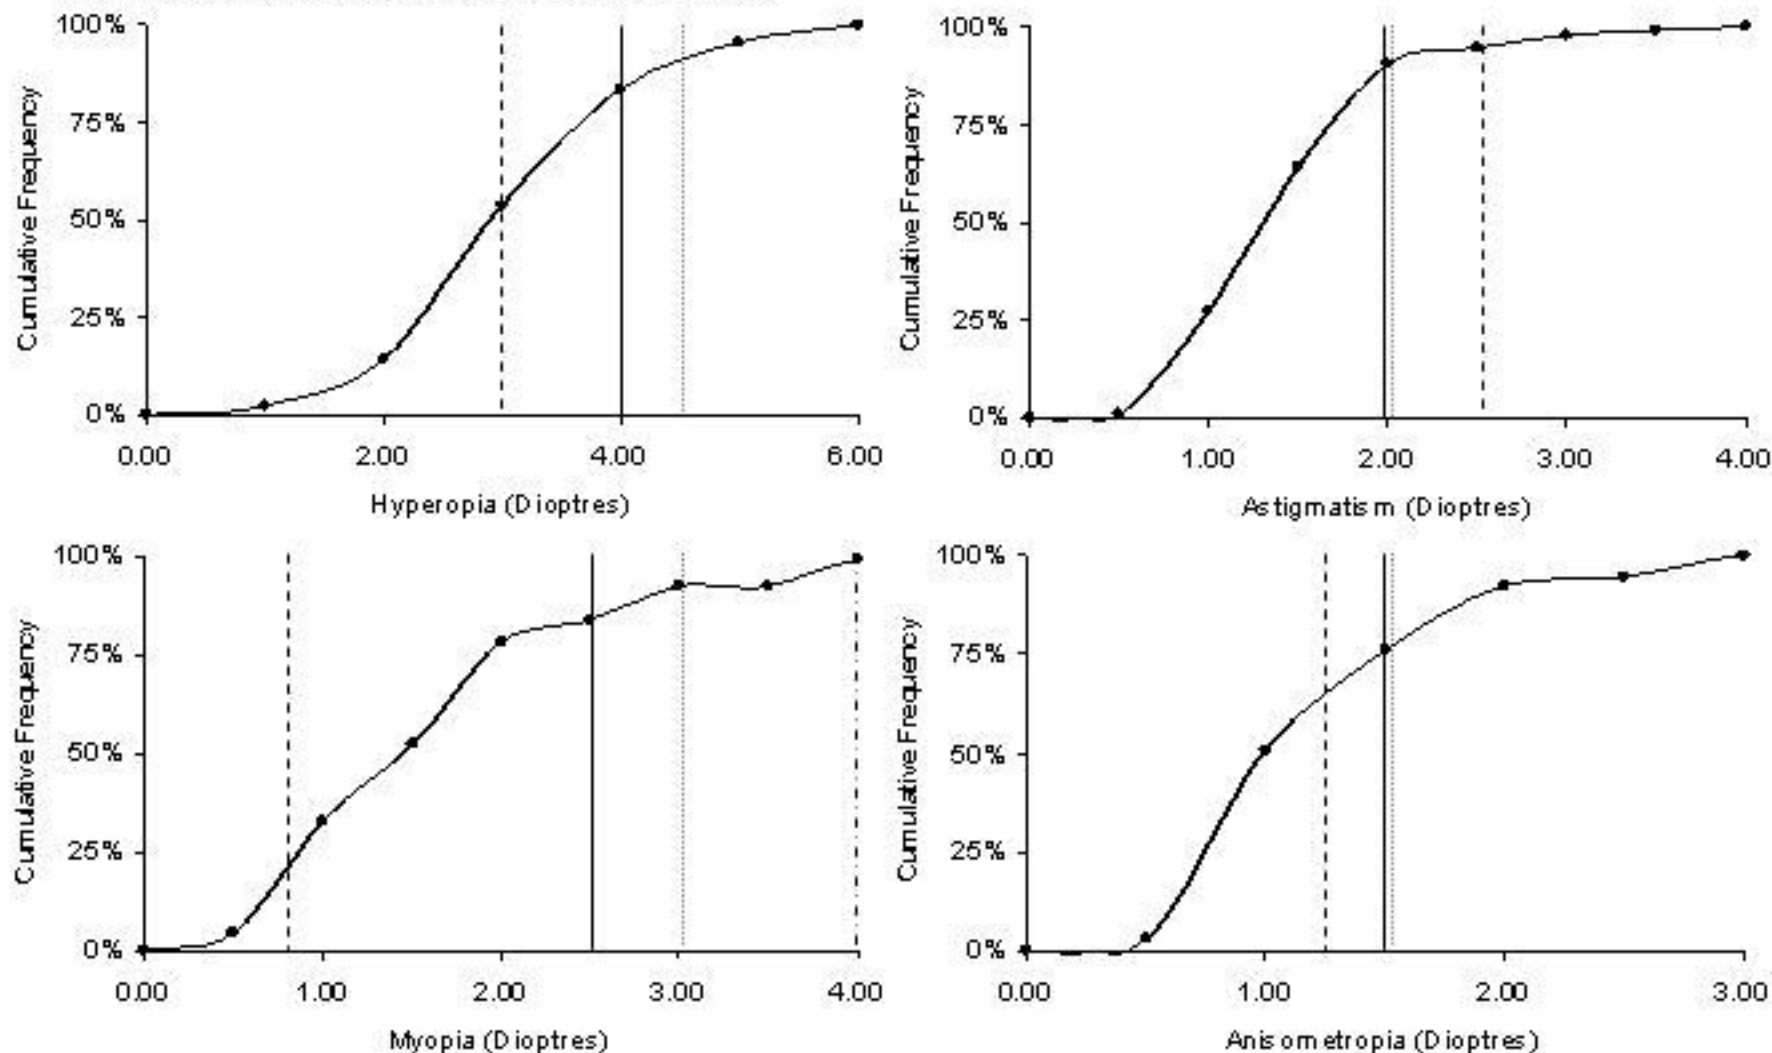 100%
75%
50%
25%
0%
Cumulative Frequency
0.00 2.00 4.00 6.00
Hyperopia (Dioptres)
100%
75%
50%
25%
0%
Cumulative Frequency
0.00 1.00 2.00 3.00 4.00
Astigmatism (Dioptres)
100%
75%
50%
25%
0%
Cumulative Frequency
0.00 1.00 2.00 3.00 4.00
Myopia (Dioptres)
100%
75%
50%
25%
0%
Cumulative Frequency
0.00 1.00 2.00 3.00
Anisometropia (Dioptres)